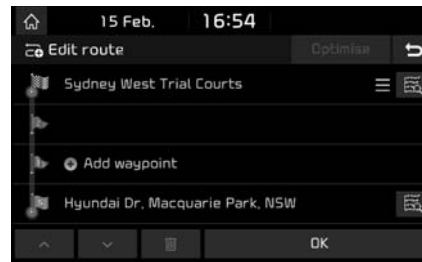 15 Feb. 16:54
Edit route Optimise
Sydney West Trial Courts
Add waypoint
Hyundai Dr, Macquarie Park, NSW
OK